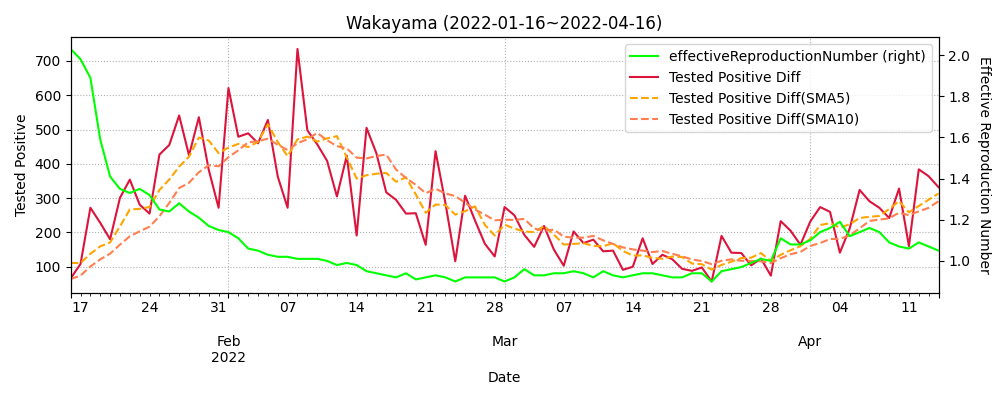 Wakayama (2022-01-16~2022-04-16)
effectiveReproductionNumber (right)
Tested Positive Diff
Tested Positive Diff(SMA5)
Tested Positive Diff(SMA10)
Tested Positive
700
600
500
400
300
200
100
2.0
1.8
1.6
1.4
1.2
1.0
Effective Reproduction Number
17 24 31 07 14 21 28 07 14 21 28 04 11
Feb Mar Apr
2022
Date